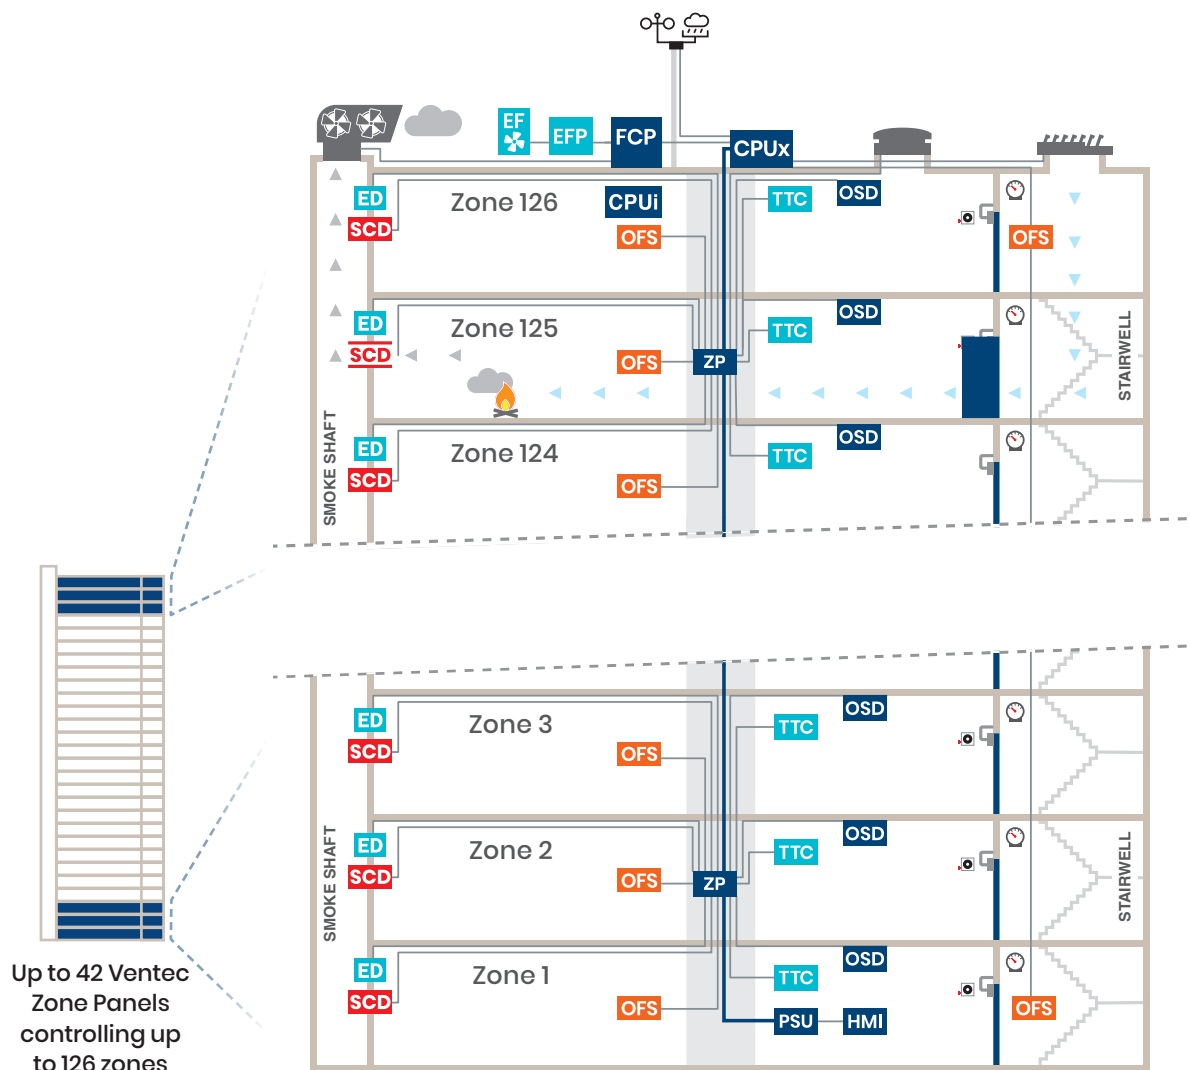 EF
EFP
FCP
CPUx
ED
Zone 126
CPUi
TTC
OSD
SCD
OFS
OFS
ED
Zone 125
OSD
TTC
SCD
OFS
ZP
STAIRWELL
SMOKE SHAFT
ED
Zone 124
OSD
TTC
SCD
OFS
ED
Zone 3
OSD
TTC
SCD
OFS
SMOKE SHAFT
ED
Zone 2
OSD
TTC
SCD
OFS
ZP
STAIRWELL
ED
Zone 1
OSD
TTC
SCD
OFS
OFS
PSU
HMI
Up to 42 Ventec
Zone Panels
controlling up
to 126 zones